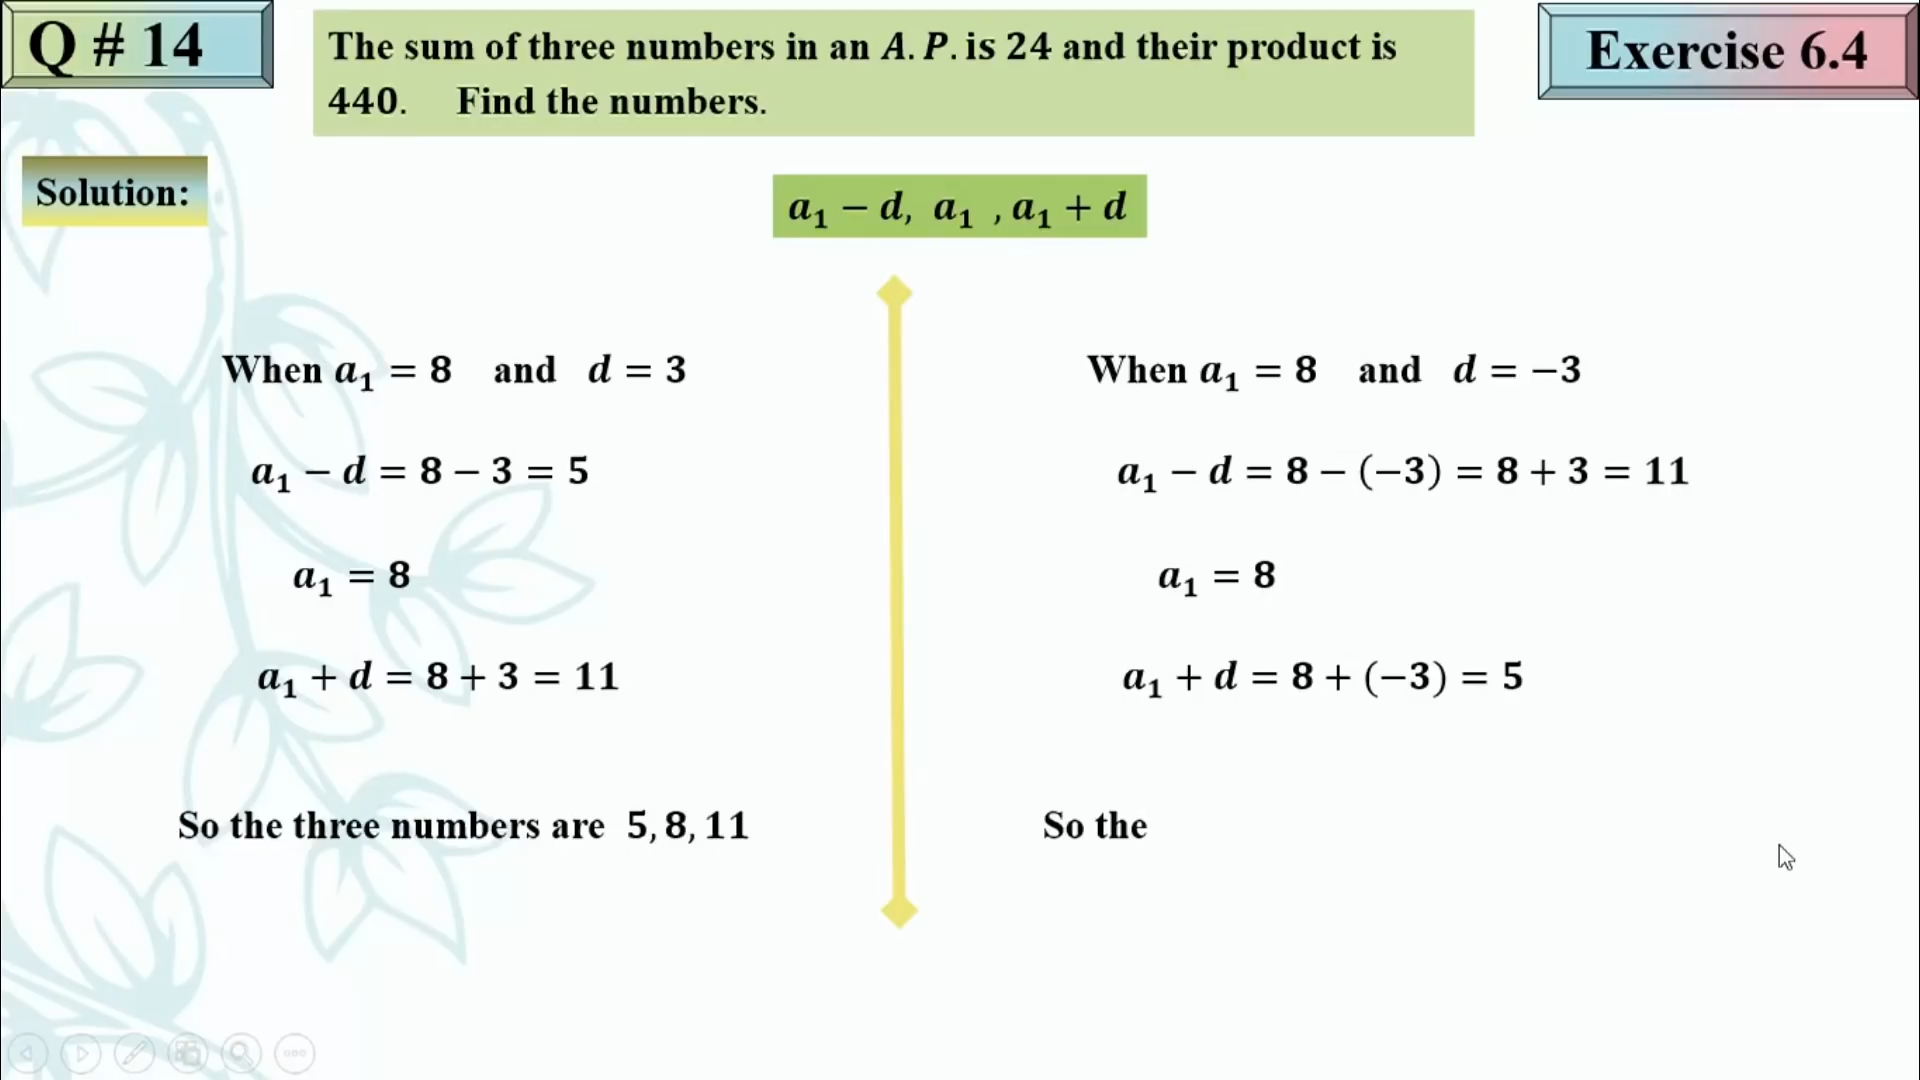 Q # 14
The sum of three numbers in an A. P. is 24 and their product is
440. Find the numbers.
Exercise 6.4
Solution:
a₁ − d, a₁ , a₁ + d
When a₁ = 8 and d = 3
a₁ − d = 8 − 3 = 5
a₁ = 8
a₁ + d = 8 + 3 = 11
So the three numbers are 5, 8, 11
When a₁ = 8 and d = −3
a₁ − d = 8 − (−3) = 8 + 3 = 11
a₁ = 8
a₁ + d = 8 + (−3) = 5
So the